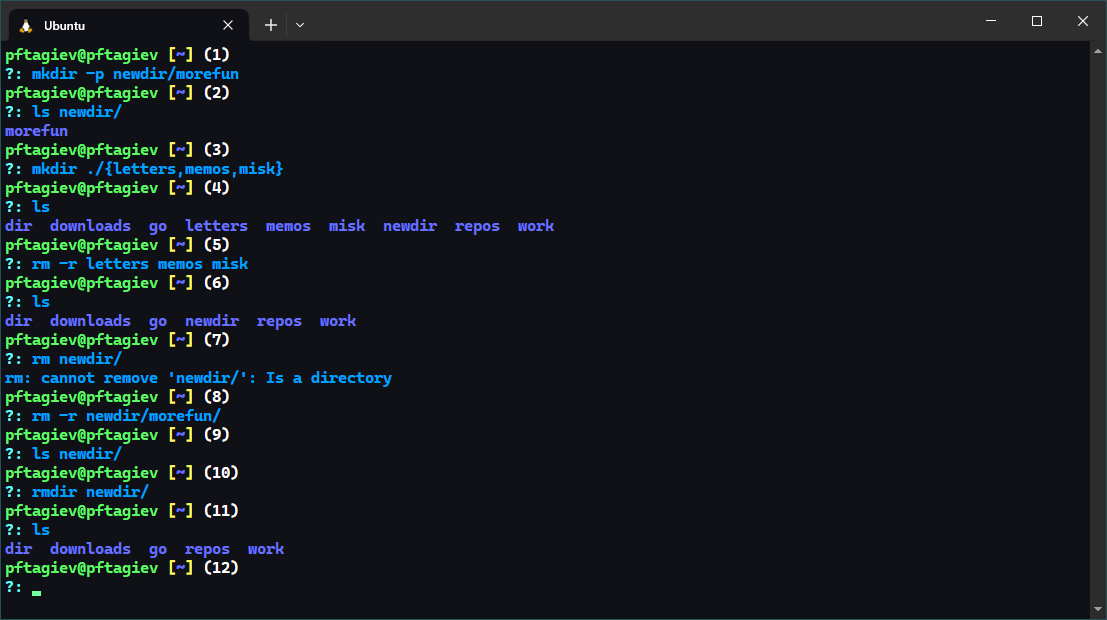 Ubuntu
pftagiev@pftagiev [~] (1)
?: mkdir -p newdir/morefun
pftagiev@pftagiev [~] (2)
?: ls newdir/
morefun
pftagiev@pftagiev [~] (3)
?: mkdir ./{letters,memos,misk}
pftagiev@pftagiev [~] (4)
?: ls
dir  downloads  go  letters  memos  misk  newdir  repos  work
pftagiev@pftagiev [~] (5)
?: rm -r letters memos misk
pftagiev@pftagiev [~] (6)
?: ls
dir  downloads  go  newdir  repos  work
pftagiev@pftagiev [~] (7)
?: rm newdir/
rm: cannot remove 'newdir/': Is a directory
pftagiev@pftagiev [~] (8)
?: rm -r newdir/morefun/
pftagiev@pftagiev [~] (9)
?: ls newdir/
pftagiev@pftagiev [~] (10)
?: rmdir newdir/
pftagiev@pftagiev [~] (11)
?: ls
dir  downloads  go  repos  work
pftagiev@pftagiev [~] (12)
?: